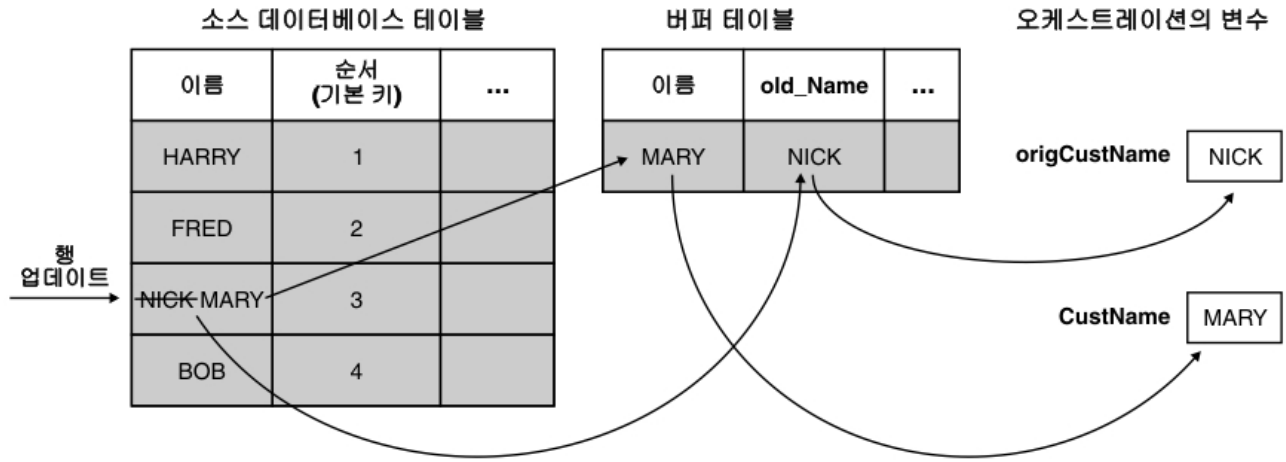 소스 데이터베이스 테이블
버퍼 테이블
오케스트레이션의 변수
이름
순서
(기본 키)
...
이름
old_Name
...
HARRY
1
MARY
NICK
origCustName
NICK
FRED
2
행
업데이트
NICK MARY
3
CustName
MARY
BOB
4